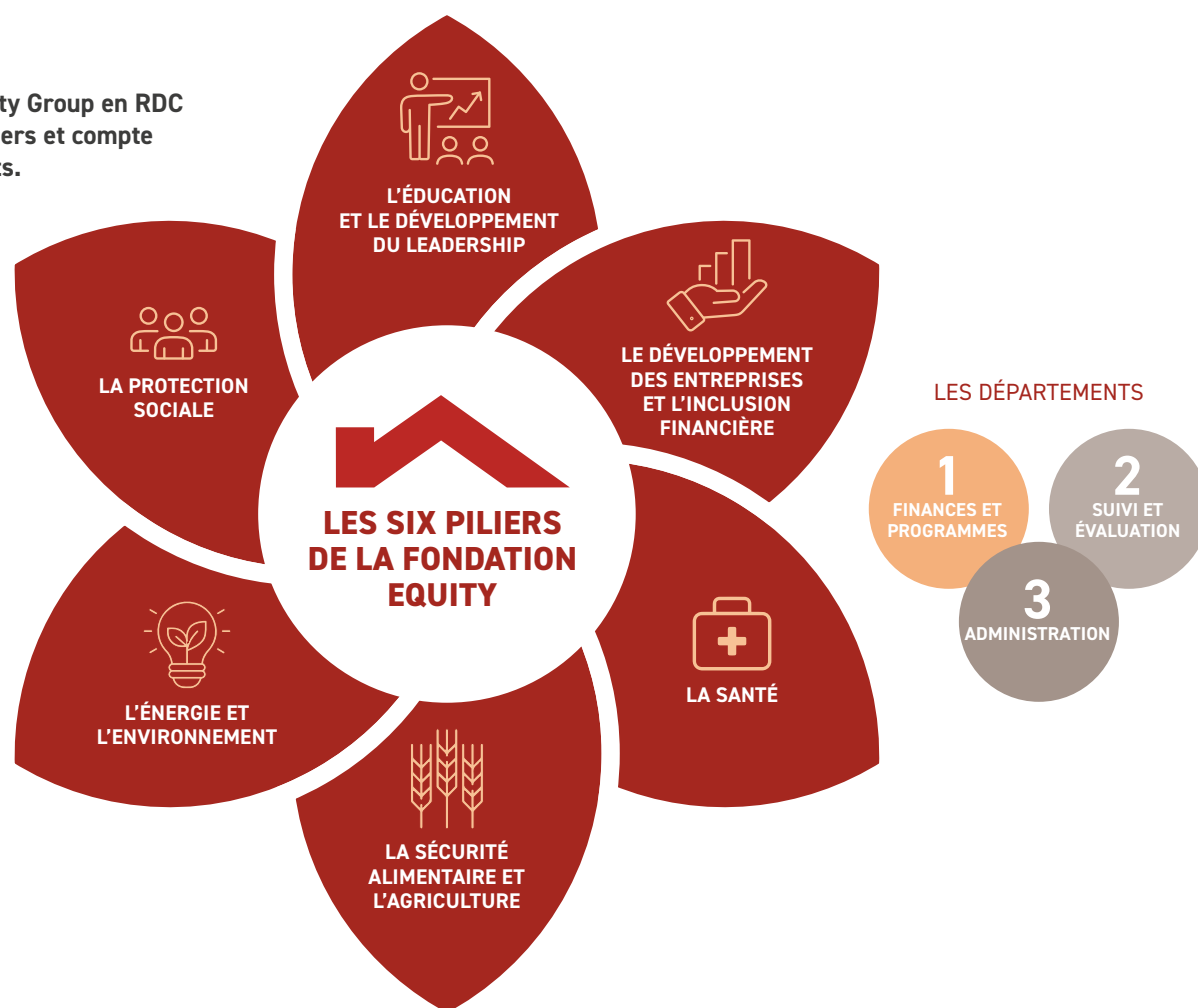 ty Group en RDC
iers et compte
ts.
L'ÉDUCATION
ET LE DÉVELOPPEMENT
DU LEADERSHIP
LE DÉVELOPPEMENT
DES ENTREPRISES
ET L'INCLUSION
FINANCIÈRE
LA PROTECTION
SOCIALE
LES SIX PILIERS
DE LA FONDATION
EQUITY
LA SANTÉ
L'ÉNERGIE ET
L'ENVIRONNEMENT
LA SÉCURITÉ
ALIMENTAIRE ET
L'AGRICULTURE
LES DÉPARTEMENTS
1
FINANCES ET
PROGRAMMES
2
SUIVI ET
ÉVALUATION
3
ADMINISTRATION